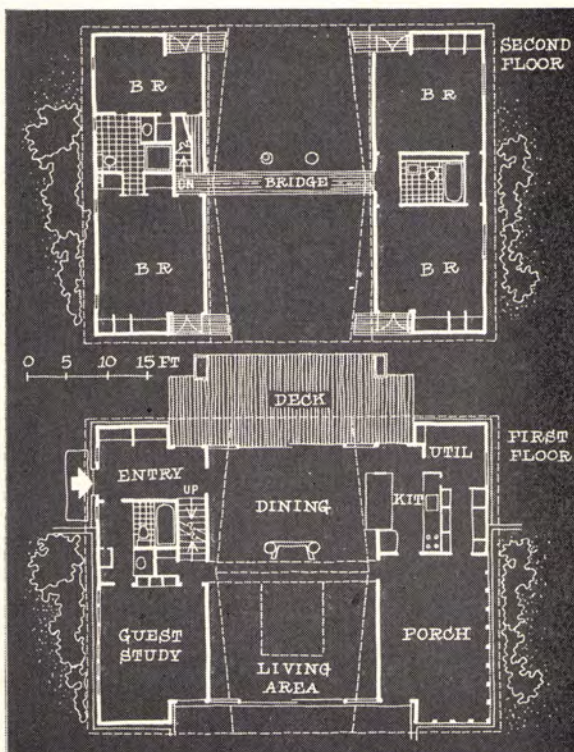 SECOND
FLOOR
BR
BR
DN
BRIDGE
BR
BR
0 5 10 15 FT
DECK
FIRST
FLOOR
ENTRY
UTIL
UP
KIT
DINING
GUEST
STUDY
PORCH
LIVING
AREA